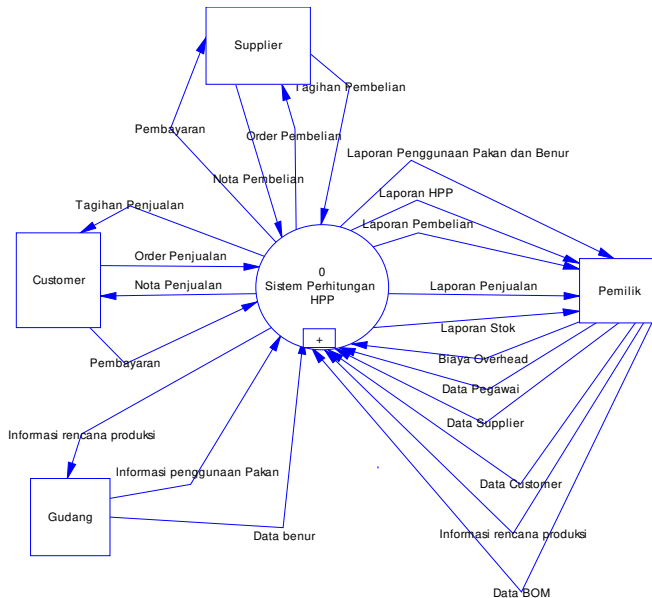 Supplier
Tagihan Pembelian
Pembayaran
Order Pembelian
Laporan Penggunaan Pakan dan Benur
Nota Pembelian
Laporan HPP
Tagihan Penjualan
Laporan Pembelian
Order Penjualan
0
Sistem Perhitungan
HPP
Customer
Nota Penjualan
Laporan Penjualan
Pemilik
Laporan Stok
+
Pembayaran
Biaya Overhead
Data Pegawai
Data Supplier
Informasi rencana produksi
Informasi penggunaan Pakan
Data Customer
Gudang
Data benur
Informasi rencana produksi
Data BOM